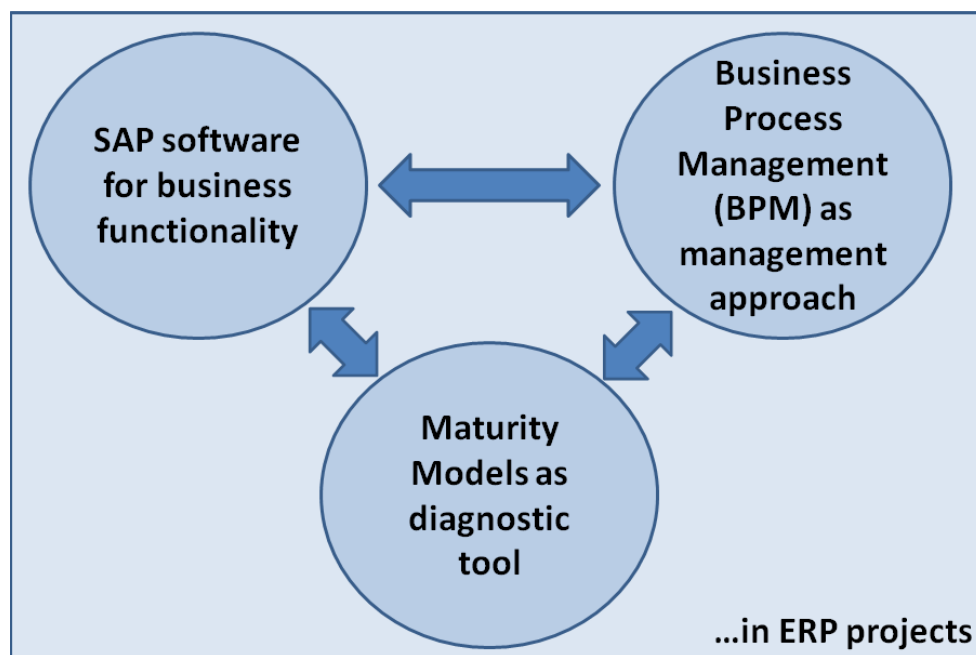 SAP software
for business
functionality
Business
Process
Management
(BPM) as
management
approach
Maturity
Models as
diagnostic
tool
...in ERP projects